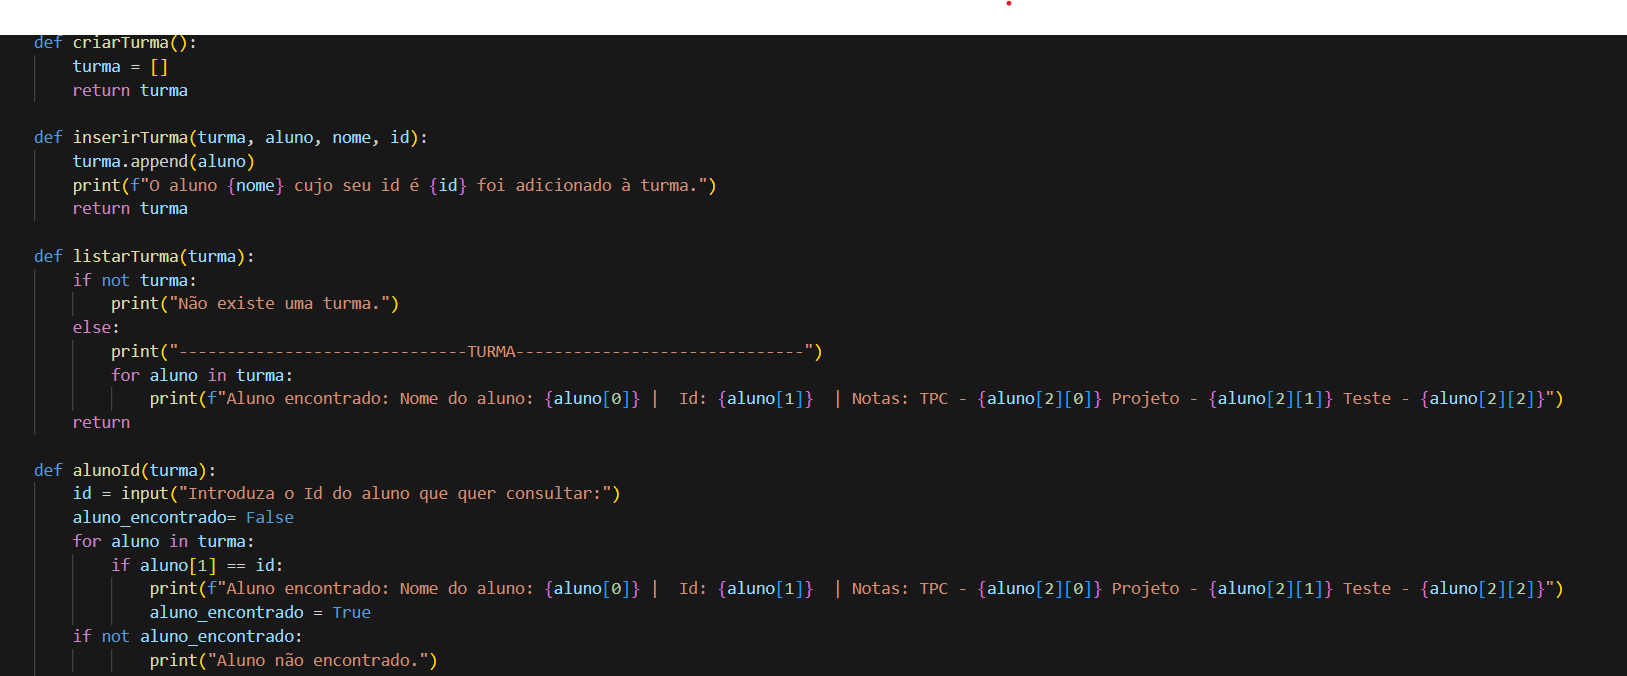 def criarTurma():
    turma = []
    return turma

def inserirTurma(turma, aluno, nome, id):
    turma.append(aluno)
    print(f"O aluno {nome} cujo seu id é {id} foi adicionado à turma.")
    return turma

def listarTurma(turma):
    if not turma:
        print("Não existe uma turma.")
    else:
        print("------------------------------TURMA------------------------------")
        for aluno in turma:
            print(f"Aluno encontrado: Nome do aluno: {aluno[0]} |  Id: {aluno[1]}  | Notas: TPC - {aluno[2][0]} Projeto - {aluno[2][1]} Teste - {aluno[2][2]}")
    return

def alunoId(turma):
    id = input("Introduza o Id do aluno que quer consultar:")
    aluno_encontrado= False
    for aluno in turma:
        if aluno[1] == id:
            print(f"Aluno encontrado: Nome do aluno: {aluno[0]} |  Id: {aluno[1]}  | Notas: TPC - {aluno[2][0]} Projeto - {aluno[2][1]} Teste - {aluno[2][2]}")
            aluno_encontrado = True
    if not aluno_encontrado:
            print("Aluno não encontrado.")